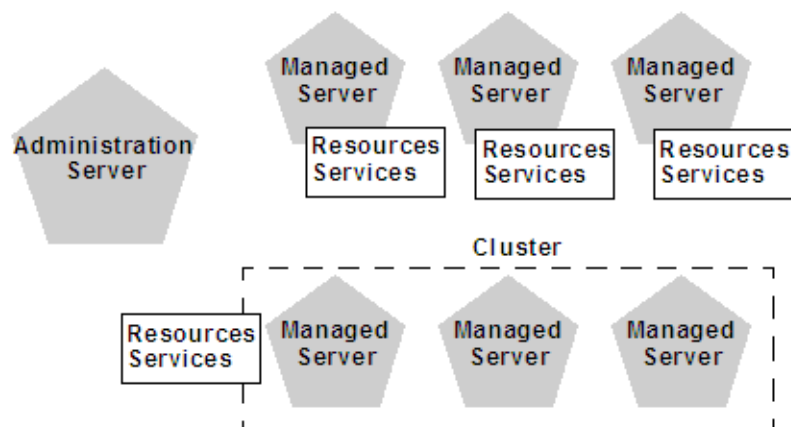 Managed
Server
Managed
Server
Managed
Server
Administration
Server
Resources
Services
Resources
Services
Resources
Services
Cluster
Resources
Services
Managed
Server
Managed
Server
Managed
Server